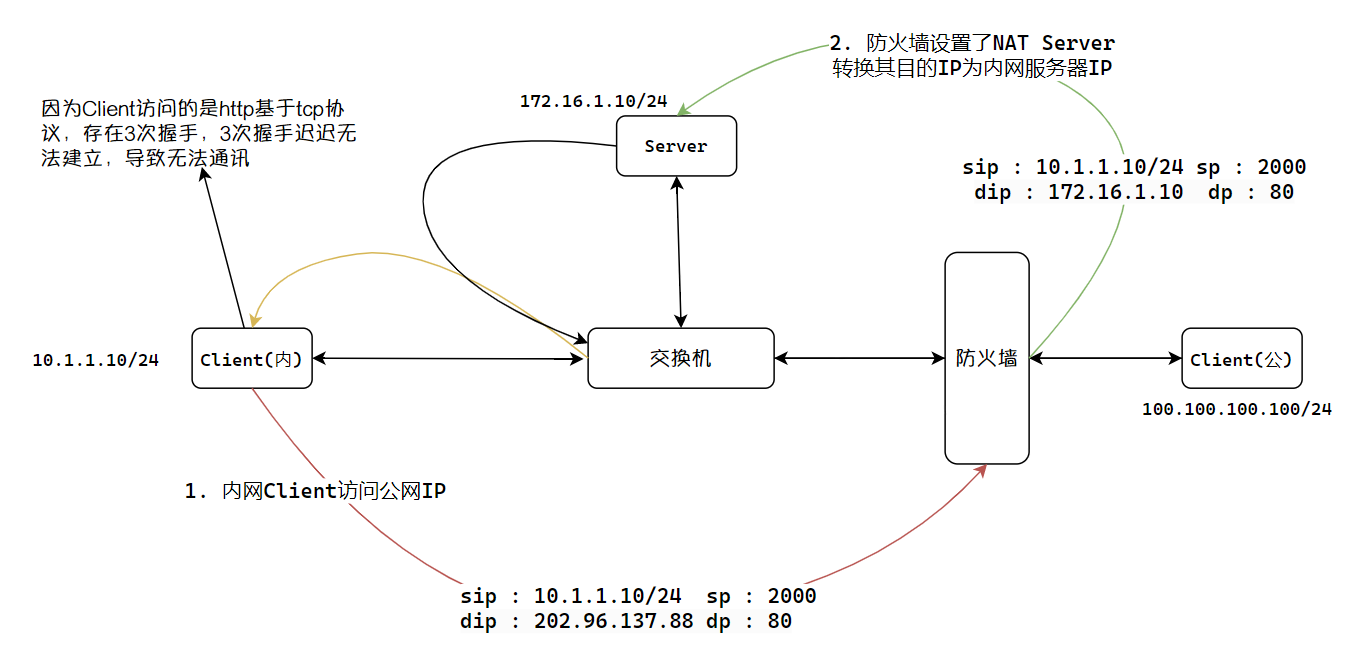 2. 防火墙设置了NAT Server
转换其目的IP为内网服务器IP
172.16.1.10/24
因为Client访问的是http基于tcp协
议，存在3次握手，3次握手迟迟无
法建立，导致无法通讯
Server
sip : 10.1.1.10/24 sp : 2000
dip : 172.16.1.10 dp : 80
10.1.1.10/24
Client(内)
交换机
防火墙
Client(公)
100.100.100.100/24
1. 内网Client访问公网IP
sip : 10.1.1.10/24 sp : 2000
dip : 202.96.137.88 dp : 80